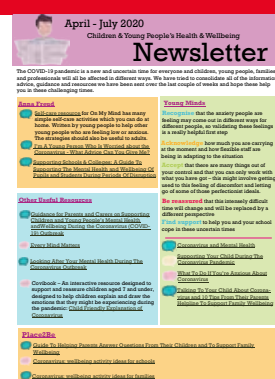 April - July 2020
Children & Young People's Health & Wellbeing
Newsletter
The COVID-19 pandemic is a new and uncertain time for everyone and children, young people, families
and professionals will all be effected in different ways. We have tried to consolidate all of the information
advice, guidance and resources we have been sent over the last couple of weeks and hope these help
you in these challenging times.
Anna Freud
Self-care resource for On My Mind has many
simple self-care activities which you can do at
home. Written by young people to help other
young people who are feeling low or anxious.
The strategies should also be useful to adults.
I'm A Young Person Who Is Worried about the
Coronavirus - What Advice Can You Give Me?
Supporting Schools & Colleges: A Guide To
Supporting The Mental Health and Wellbeing Of
Pupils and Students During Periods Of Disruption
Young Minds
Recognise that the anxiety people are
feeling may come out in different ways for
different people, so validating these feelings
is a really helpful first step
Acknowledge how much you are carrying
at the moment and how flexible staff are
being in adapting to the situation
Accept that there are many things out of
your control and that you can only work with
what you have got – this might involve getting
used to this feeling of discomfort and letting
go of some of those perfectionist ideals.
Be reassured that this intensely difficult
time will change and will be replaced by a
different perspective
Find support to help you and your school
cope in these uncertain times
Coronavirus and Mental Health
Supporting Your Child During The
Coronavirus Pandemic
What To Do If You're Anxious About
Coronavirus
Talking To Your Child About Corona-
virus and 10 Tips From Their Parents
Helpline To Support Family Wellbeing
Other Useful Resources
Guidance for Parents and Carers on Supporting
Children and Young People's Mental Health
and Wellbeing During the Coronavirus (COVID-
19) Outbreak
Every Mind Matters
Looking After Your Mental Health During The
Coronavirus Outbreak
Covibook – An interactive resource designed to
support and reassure children aged 7 and under,
designed to help children explain and draw the
emotions that they might be experiencing during
the pandemic: Child Friendly Explanation of
Coronavirus
Place2Be
Guide To Helping Parents Answer Questions From Their Children and To Support Family
Wellbeing
Coronavirus: wellbeing activity ideas for schools
Coronavirus: wellbeing activity ideas for families